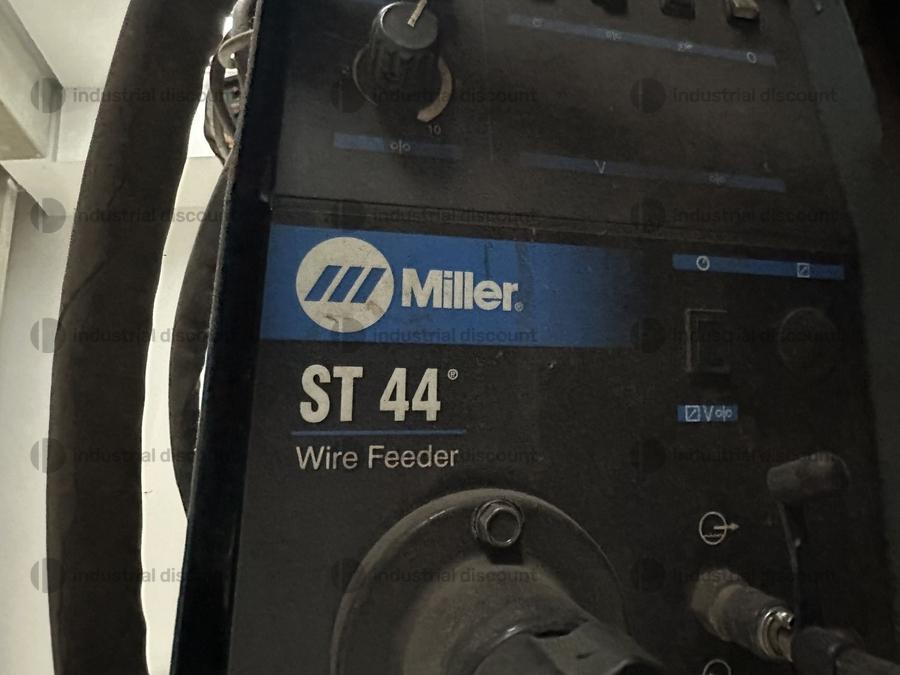 10
V
Miller®
ST 44®
Wire Feeder
V
industrial discount